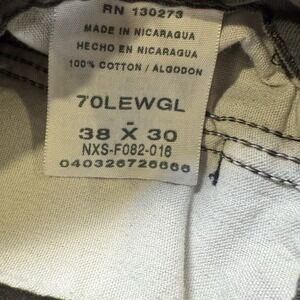 RN 130273
MADE IN NICARAGUA
HECHO EN NICARAGUA
100% COTTON / ALGODON
70LEWGL
-
38 X 30
NXS-F082-016
040326726666